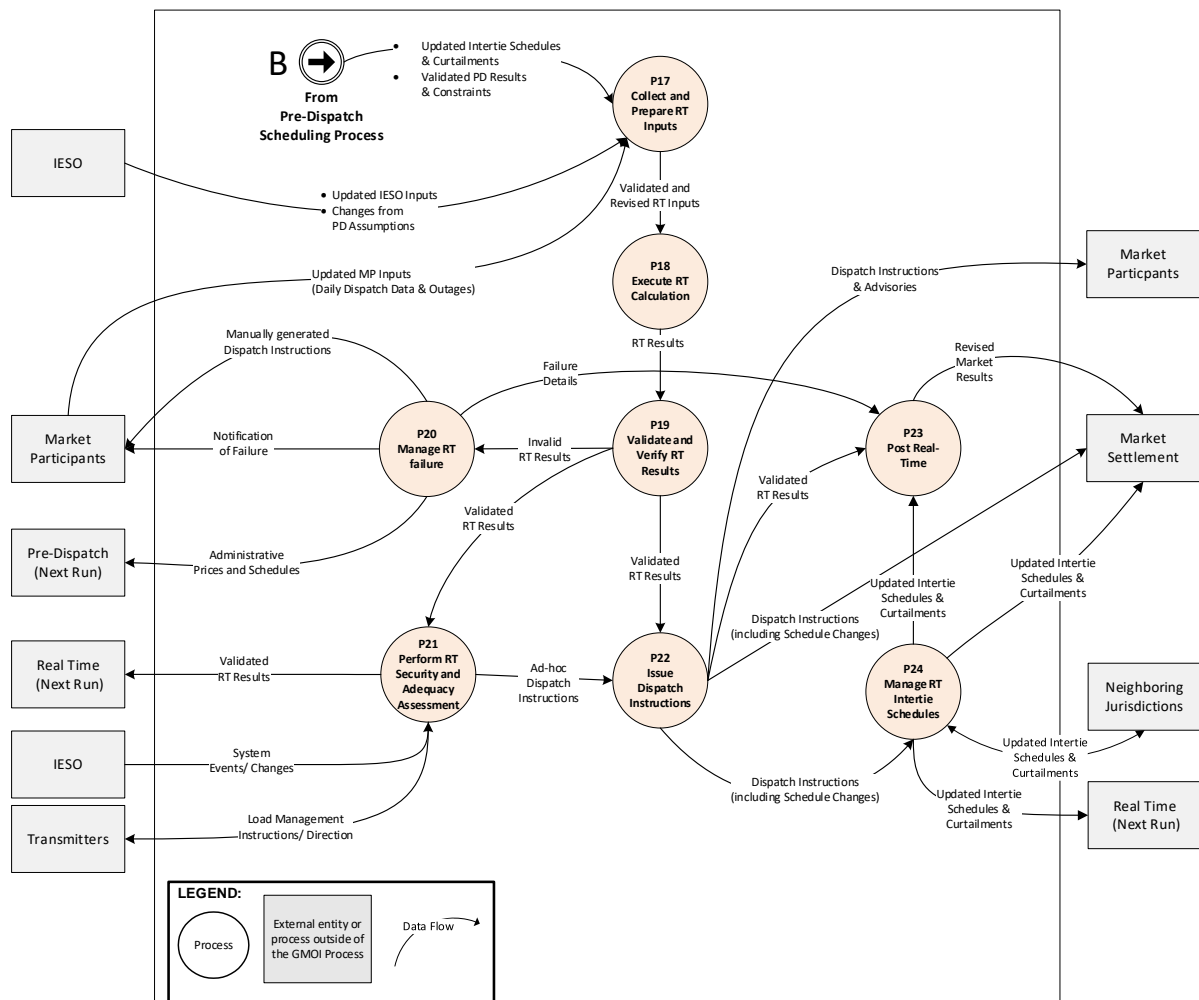 B
From
Pre-Dispatch
Scheduling Process
• Updated Intertie Schedules
& Curtailments
• Validated PD Results
& Constraints
P17
Collect and
Prepare RT
Inputs
IESO
• Updated IESO Inputs
• Changes from
PD Assumptions
Validated and
Revised RT Inputs
Updated MP Inputs
(Daily Dispatch Data & Outages)
P18
Execute RT
Calculation
Dispatch Instructions
& Advisories
Market
Particpants
Manually generated
Dispatch Instructions
RT Results
Failure
Details
Revised
Market
Results
Market
Participants
Notification
of Failure
P20
Manage RT
failure
Invalid
RT Results
P19
Validate and
Verify RT
Results
P23
Post Real-
Time
Market
Settlement
Validated
RT Results
Validated
RT Results
Pre-Dispatch
(Next Run)
Administrative
Prices and Schedules
Validated
RT Results
Updated Intertie
Schedules &
Curtailments
Updated Intertie
Schedules &
Curtailments
Dispatch Instructions
(including Schedule Changes)
Real Time
(Next Run)
Validated
RT Results
P21
Perform RT
Security and
Adequacy
Assessment
Ad-hoc
Dispatch
Instructions
P22
Issue
Dispatch
Instructions
P24
Manage RT
Intertie
Schedules
Neighboring
Jurisdictions
Updated Intertie
Schedules &
Curtailments
IESO
System
Events/ Changes
Dispatch Instructions
(including Schedule Changes)
Updated Intertie
Schedules &
Curtailments
Real Time
(Next Run)
Transmitters
Load Management
Instructions/ Direction
LEGEND:
Process
External entity or
process outside of
the GMOI Process
Data Flow